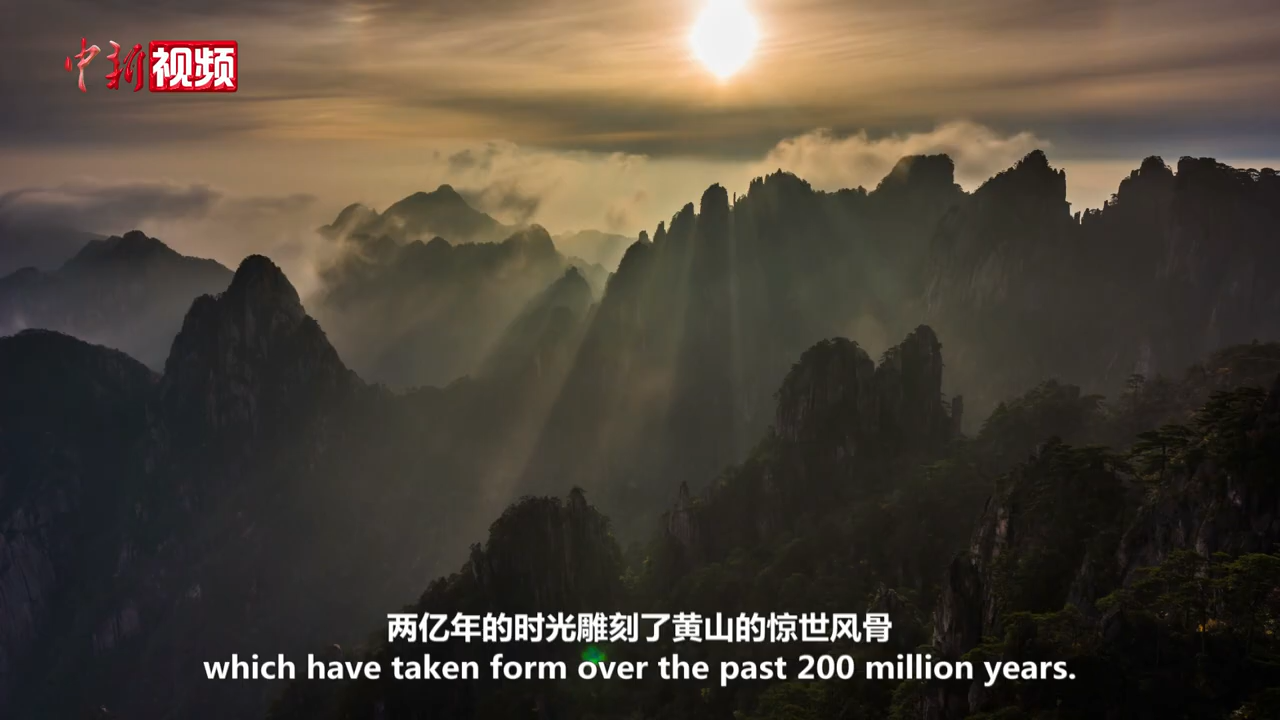 中新视频
两亿年的时光雕刻了黄山的惊世风骨
which have taken form over the past 200 million years.